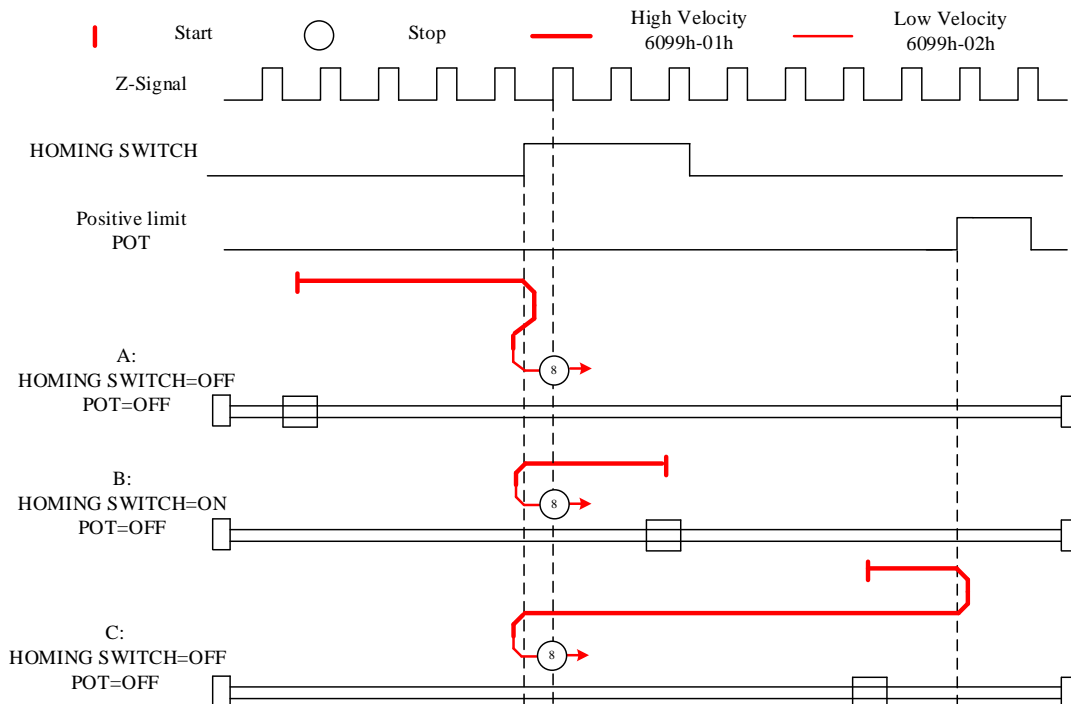 Start
Stop
High Velocity
6099h-01h
Low Velocity
6099h-02h
Z-Signal
HOMING SWITCH
Positive limit
POT
8
A:
HOMING SWITCH=OFF
POT=OFF
8
B:
HOMING SWITCH=ON
POT=OFF
8
C:
HOMING SWITCH=OFF
POT=OFF